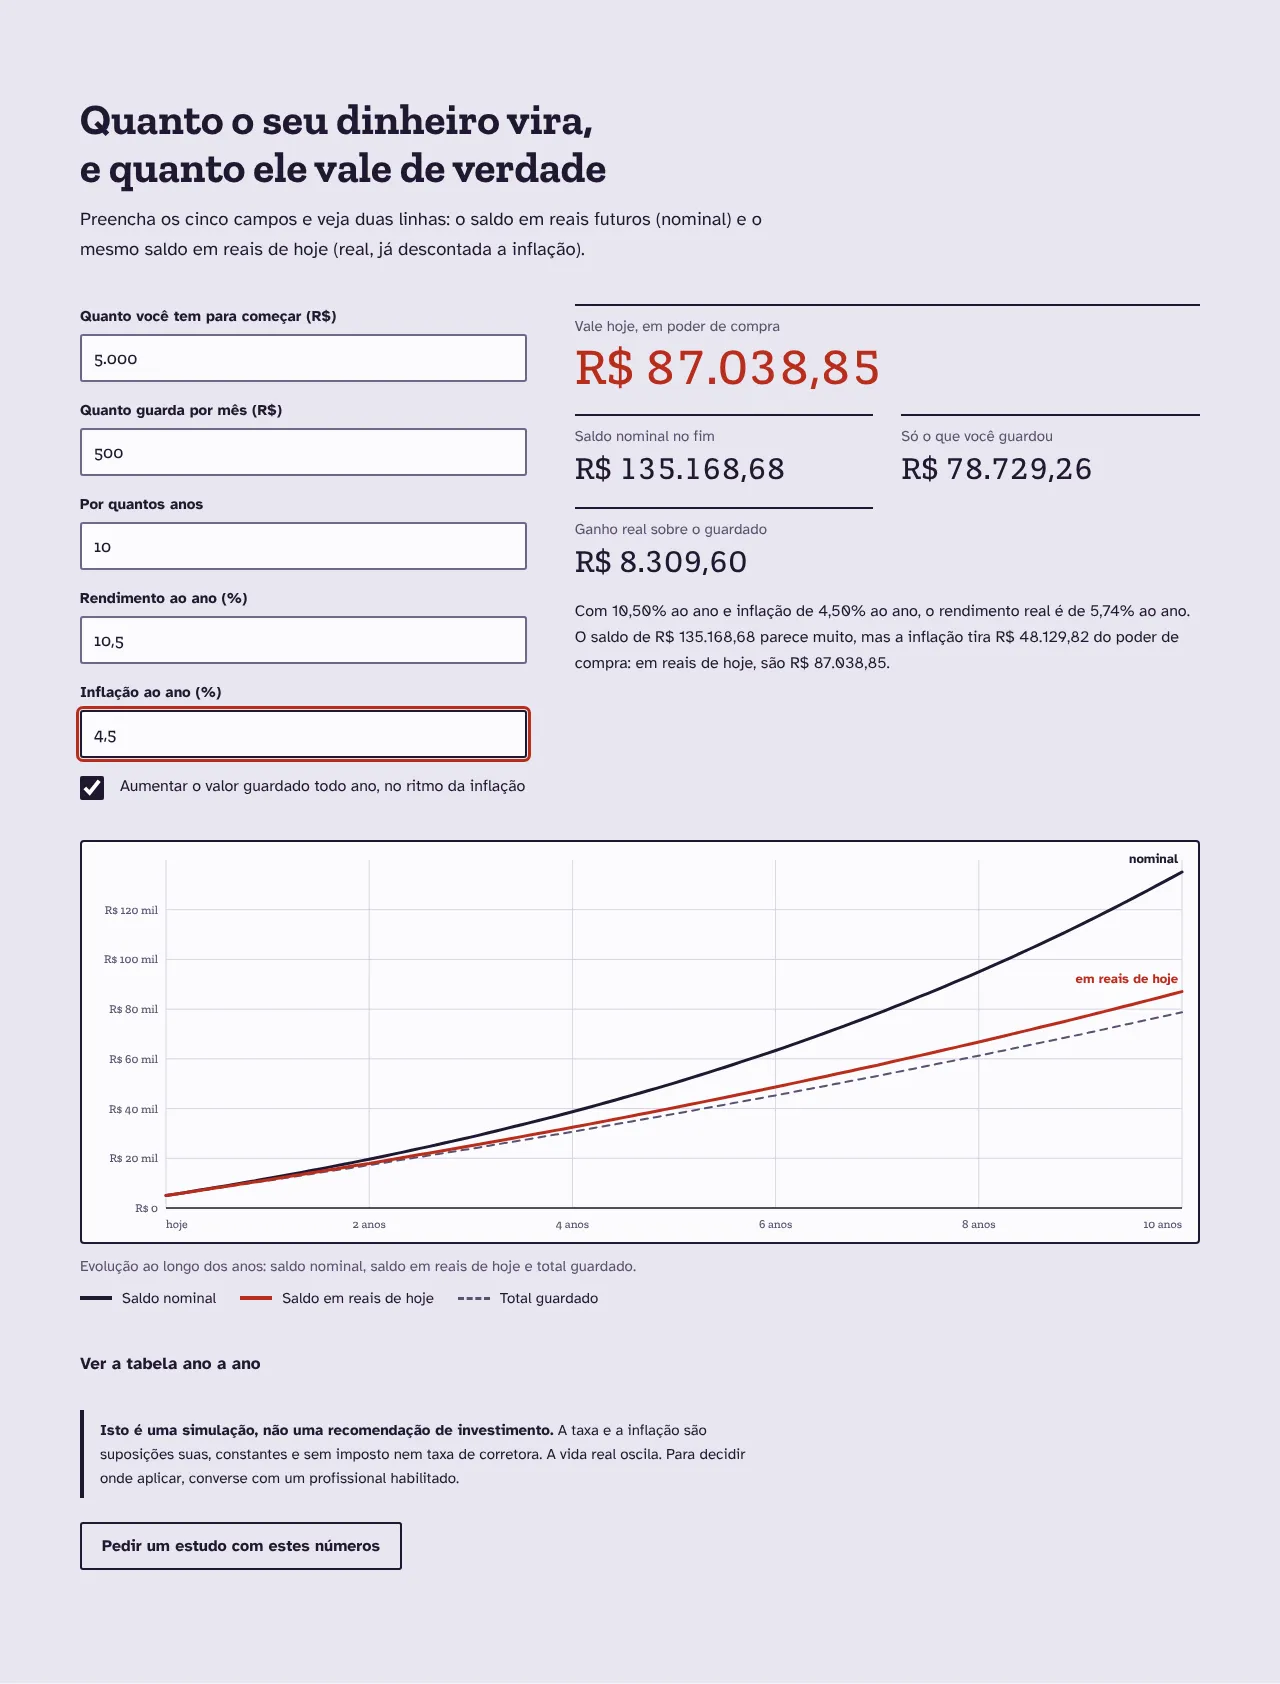 Quanto o seu dinheiro vira,
e quanto ele vale de verdade
Preencha os cinco campos e veja duas linhas: o saldo em reais futuros (nominal) e o
mesmo saldo em reais de hoje (real, já descontada a inflação).
Quanto você tem para começar (R$)
5.000
Quanto guarda por mês (R$)
500
Por quantos anos
10
Rendimento ao ano (%)
10,5
Inflação ao ano (%)
4,5
Aumentar o valor guardado todo ano, no ritmo da inflação
Vale hoje, em poder de compra
R$ 87.038,85
Saldo nominal no fim
R$ 135.168,68
Só o que você guardou
R$ 78.729,26
Ganho real sobre o guardado
R$ 8.309,60
Com 10,50% ao ano e inflação de 4,50% ao ano, o rendimento real é de 5,74% ao ano.
O saldo de R$ 135.168,68 parece muito, mas a inflação tira R$ 48.129,82 do poder de
compra: em reais de hoje, são R$ 87.038,85.
nominal
R$ 120 mil
R$ 100 mil
em reais de hoje
R$ 80 mil
R$ 60 mil
R$ 40 mil
R$ 20 mil
R$ 0
hoje
2 anos
4 anos
6 anos
8 anos
10 anos
Evolução ao longo dos anos: saldo nominal, saldo em reais de hoje e total guardado.
Saldo nominal
Saldo em reais de hoje
Total guardado
Ver a tabela ano a ano
Isto é uma simulação, não uma recomendação de investimento. A taxa e a inflação são
suposições suas, constantes e sem imposto nem taxa de corretora. A vida real oscila. Para decidir
onde aplicar, converse com um profissional habilitado.
Pedir um estudo com estes números